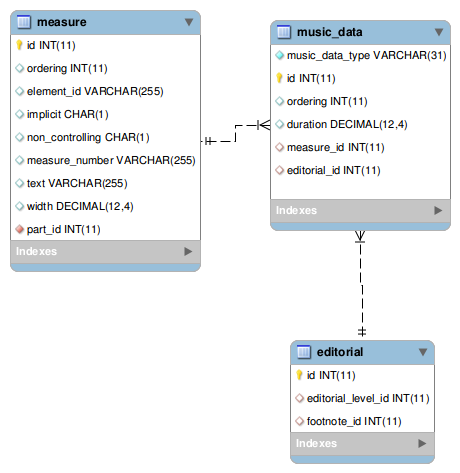 measure
id INT(11)
ordering INT(11)
element_id VARCHAR(255)
implicit CHAR(1)
non_controlling CHAR(1)
measure_number VARCHAR(255)
text VARCHAR(255)
width DECIMAL(12,4)
part_id INT(11)
Indexes
music_data
music_data_type VARCHAR(31)
id INT(11)
ordering INT(11)
duration DECIMAL(12,4)
measure_id INT(11)
editorial_id INT(11)
Indexes
editorial
id INT(11)
editorial_level_id INT(11)
footnote_id INT(11)
Indexes